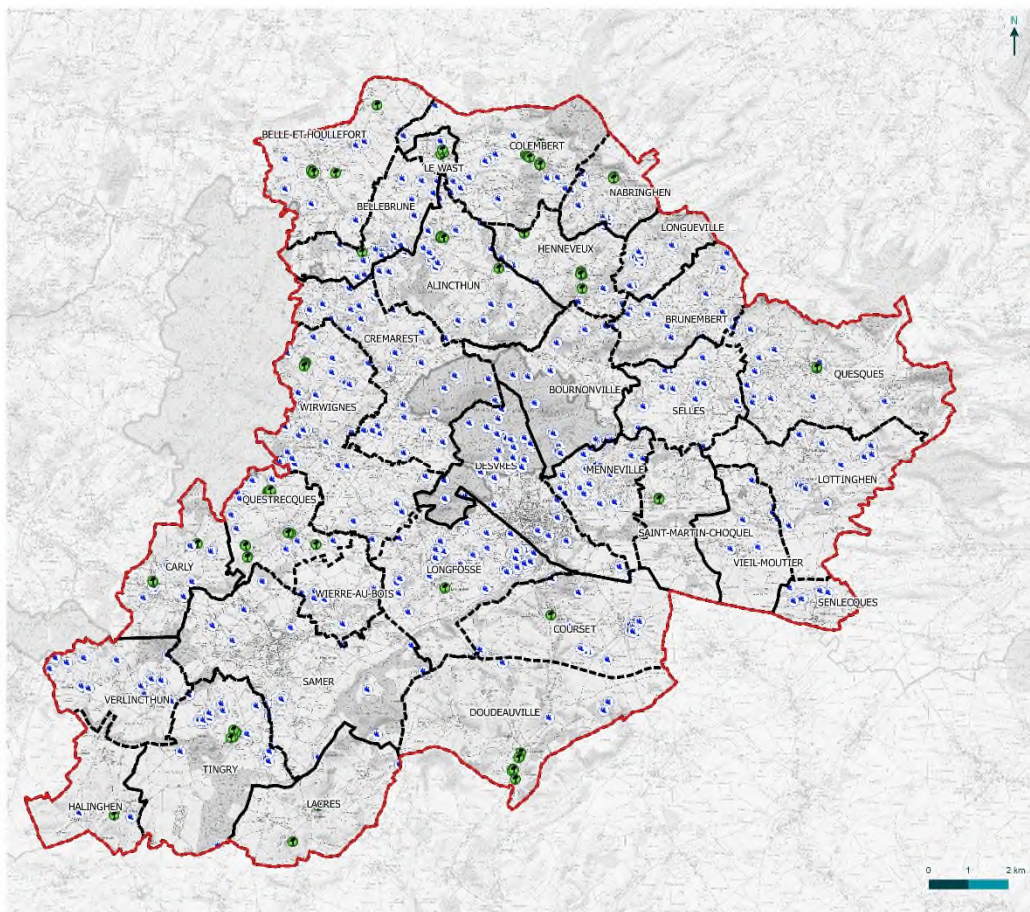 N
BELLE-ET-HOULLEFORT
COLEMBERT
LE WAST
NABRINGHEN
BELLEBRUNE
LONGUEVILLE
HENNEVEUX
ALINCTHUN
BRUNEMBERT
CREMAREST
QUESQUES
BOURNONVILLE
WIRWIGNES
SELLES
DESVRES
MENNEVILLE
LOTTINGHEN
QUESTRECQUES
SAINT-MARTIN-CHOQUEL
VIEIL-MOUTIER
CARLY
LONGFOSSE
WIERRE-AU-BOIS
SENLECQUES
COURSET
SAMER
VERLINCTHUN
DOUDEAUVILLE
TINGRY
LACRES
HALINGHEN
0 1 2 km